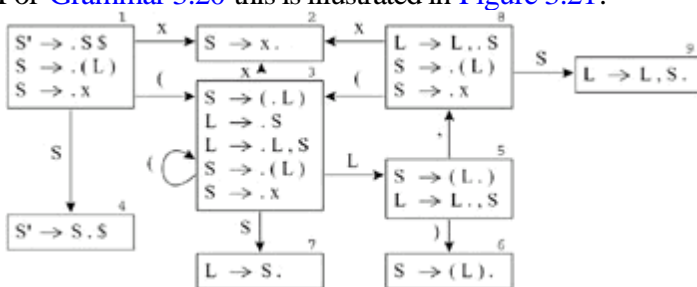 For Grammar 3.20 this is illustrated in Figure 3.21.
1
S' → .S$
S → .(L)
S → .x
x
(
S
2
S → x.
x
8
L → L,.S
S → .(L)
S → .x
x
(
S
9
L → L,S.
3
S → (.L)
L → .S
L → .L,S
S → .(L)
S → .x
(
L
S
,
5
S → (L.)
L → L.,S
)
4
S' → S.$
7
L → S.
6
S → (L).